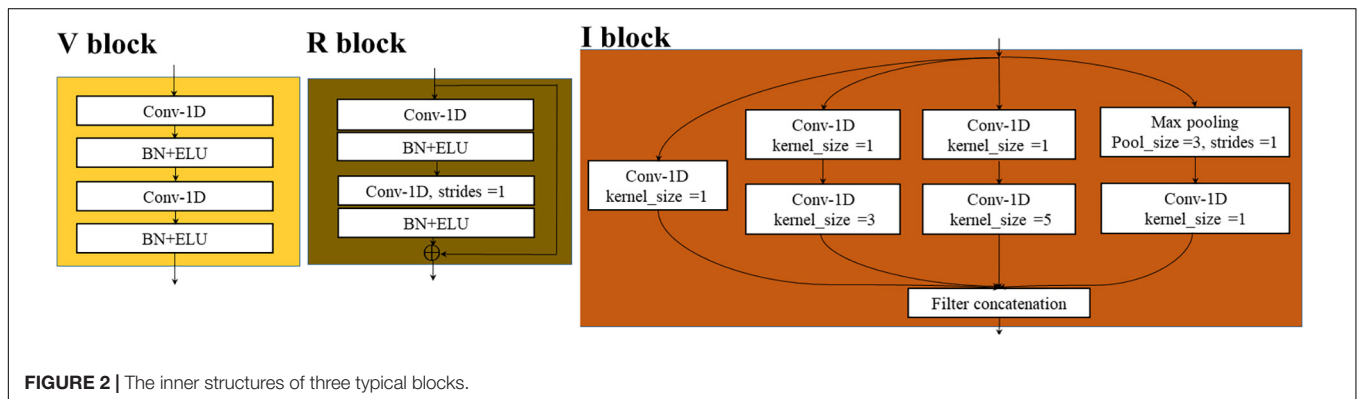 V block
Conv-1D
BN+ELU
Conv-1D
BN+ELU
R block
Conv-1D
BN+ELU
Conv-1D, strides =1
BN+ELU
I block
Conv-1D
kernel_size =1
Conv-1D
kernel_size =1
Conv-1D
kernel_size =3
Conv-1D
kernel_size =1
Conv-1D
kernel_size =5
Max pooling
Pool_size =3, strides =1
Conv-1D
kernel_size =1
Filter concatenation
FIGURE 2 | The inner structures of three typical blocks.